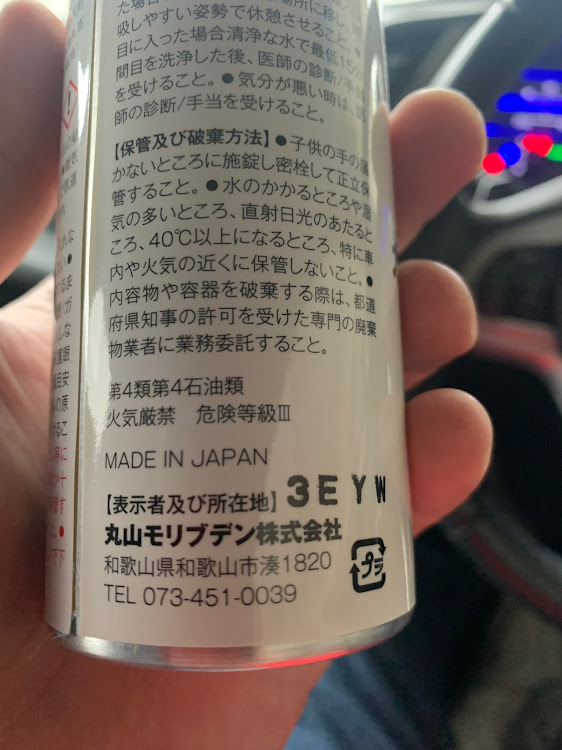 た場合
場所に移し
吸しやすい姿勢で休憩させること。●
目に入った場合清浄な水で最低15分
間目を洗浄した後、医師の診断/手
を受けること。●気分が悪い時は、
師の診断/手当を受けること。
【保管及び破棄方法】●子供の手の届
かないところに施錠し密栓して正立保
管すること。●水のかかるところや湿
気の多いところ、直射日光のあたると
ころ、40℃以上になるところ、特に車
内や火気の近くに保管しないこと。●
内容物や容器を破棄する際は、都道
府県知事の許可を受けた専門の廃棄
物業者に業務委託すること。
第4類第4石油類
火気厳禁 危険等級Ⅲ
MADE IN JAPAN
【表示者及び所在地】 3EYW
丸山モリブデン株式会社
和歌山県和歌山市湊1820
TEL 073-451-0039
プラ